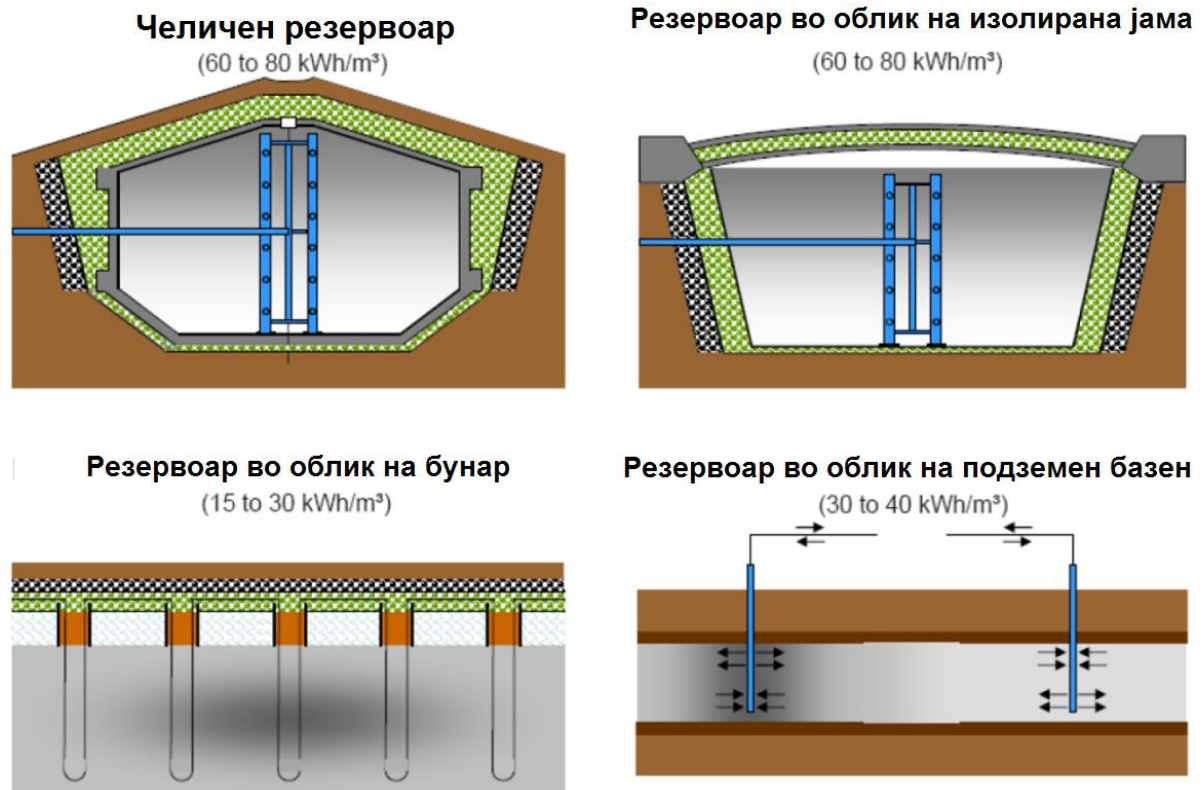 Челичен резервоар
(60 to 80 kWh/m³)
Резервоар во облик на изолирана јама
(60 to 80 kWh/m³)
Резервоар во облик на бунар
(15 to 30 kWh/m³)
Резервоар во облик на подземен базен
(30 to 40 kWh/m³)